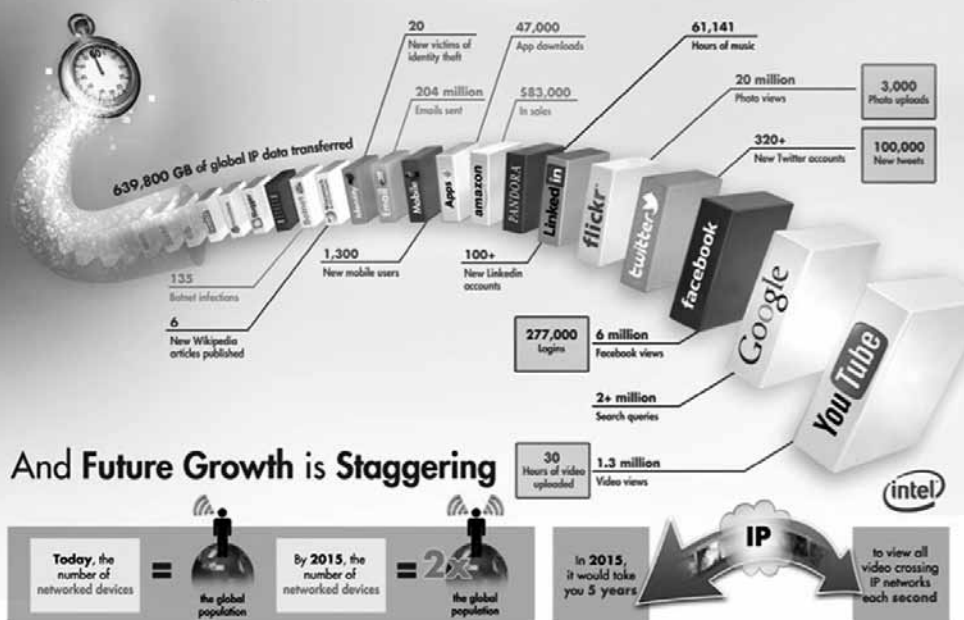 20
New victims of
identity theft
47,000
App downloads
61,141
Hours of music
204 million
Emails sent
$83,000
In sales
20 million
Photo views
3,000
Photo uploads
320+
New Twitter accounts
100,000
New tweets
639,800 GB of global IP data transferred
Email
Mobile
Apps
amazon
PANDORA
Linked in
flickr
twitter
facebook
Google
YouTube
135
Botnet infections
6
New Wikipedia
articles published
1,300
New mobile users
100+
New Linkedin
accounts
277,000
Logins
6 million
Facebook views
2+ million
Search queries
30
Hours of video
uploaded
1.3 million
Video views
And Future Growth is Staggering
intel
Today, the
number of
networked devices
=
the global
population
By 2015, the
number of
networked devices
= 2x
the global
population
In 2015,
it would take
you 5 years
IP
to view all
video crossing
IP networks
each second